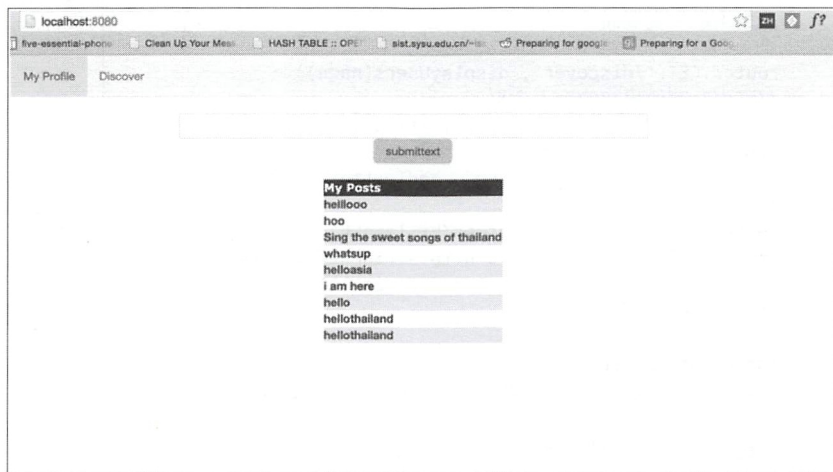 localhost:8080
ZH f?
five-essential-phone Clean Up Your Mess HASH TABLE :: OPE sist.sysu.edu.cn/~is Preparing for google Preparing for a Goog
My Profile Discover
submittext
My Posts
helllooo
hoo
Sing the sweet songs of thailand
whatsup
helloasia
i am here
hello
hellothailand
hellothailand